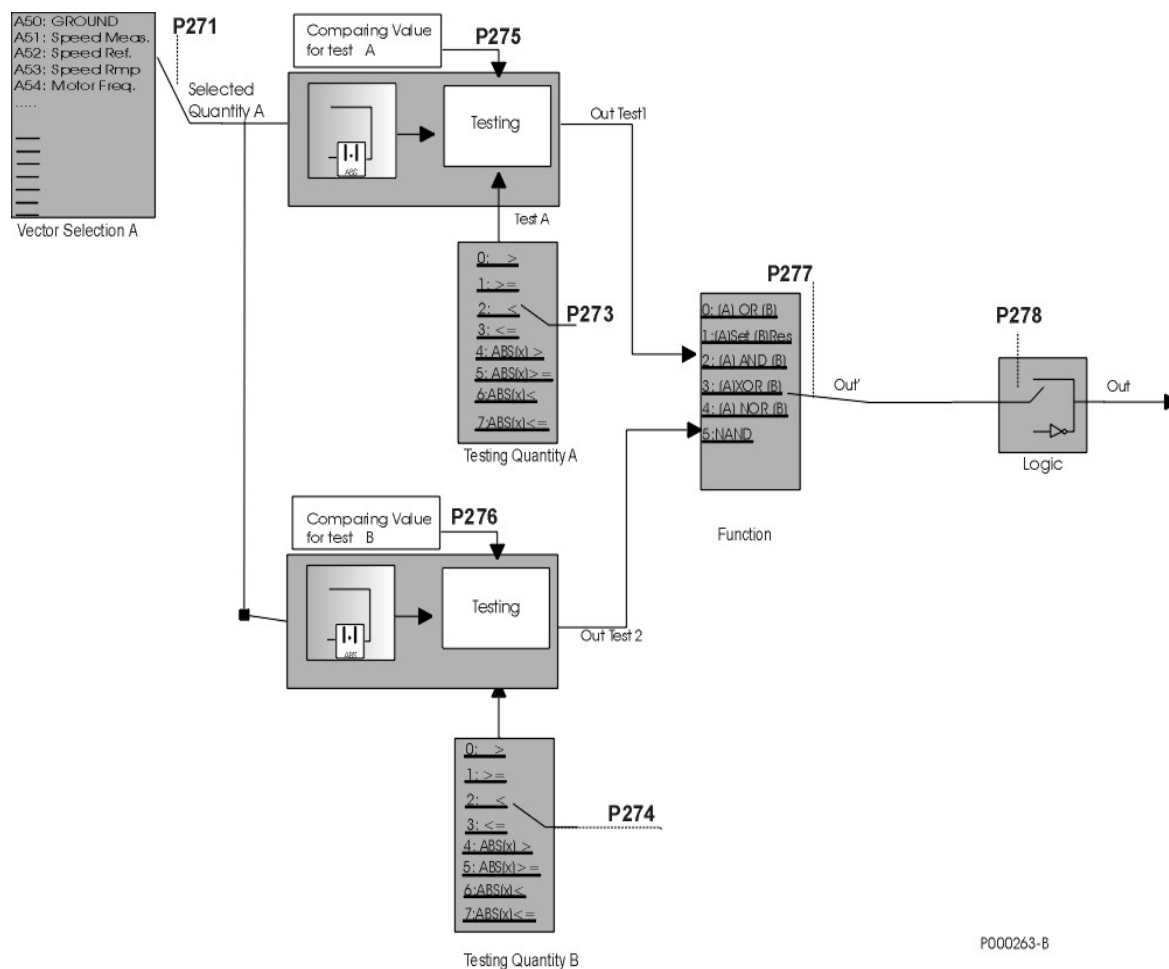 A50: GROUND
A51: Speed Meas.
A52: Speed Ref.
A53: Speed Rmp
A54: Motor Freq.
.....
Vector Selection A
P271
Selected
Quantity A
Comparing Value
for test A
P275
ABS
Testing
Out Test1
Test A
0: >
1: >=
2: <
3: <=
4: ABS(x) >
5: ABS(x)>=
6:ABS(x)<
7:ABS(x)<=
P273
Testing Quantity A
Comparing Value
for test B
P276
ABS
Testing
Out Test 2
0: >
1: >=
2: <
3: <=
4: ABS(x) >
5: ABS(x)>=
6:ABS(x)<
7:ABS(x)<=
P274
Testing Quantity B
0: (A) OR (B)
1:(A)Set (B)Res
2: (A) AND (B)
3: (A)XOR (B)
4: (A) NOR (B)
5:NAND
Function
P277
Out'
P278
Logic
Out
P000263-B